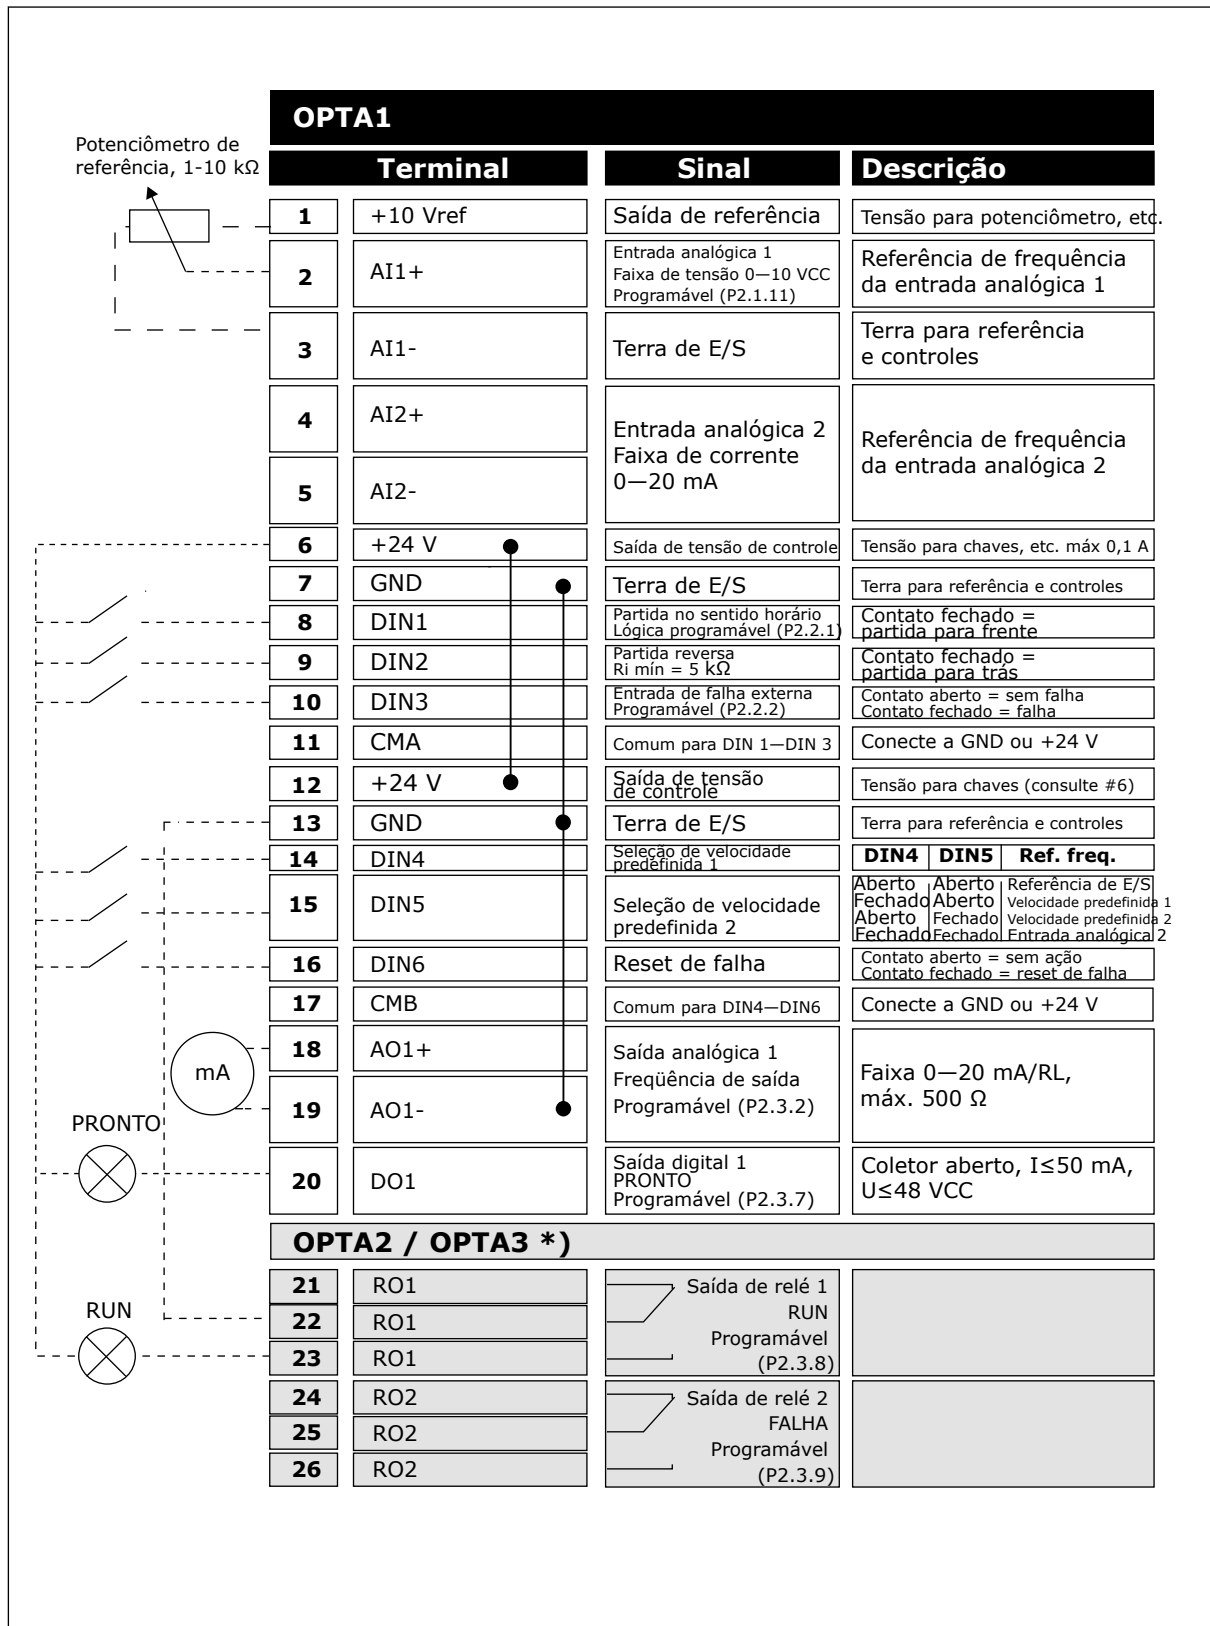 OPTA1
Potenciômetro de
referência, 1-10 kΩ
Terminal Sinal Descrição
1 +10 Vref Saída de referência Tensão para potenciômetro, etc.
2 AI1+
Entrada analógica 1
Faixa de tensão 0—10 VCC
Programável (P2.1.11)
Referência de frequência
da entrada analógica 1
3 AI1- Terra de E/S
Terra para referência
e controles
4 AI2+
5 AI2-
Entrada analógica 2
Faixa de corrente
0—20 mA
Referência de frequência
da entrada analógica 2
6 +24 V Saída de tensão de controle Tensão para chaves, etc. máx 0,1 A
7 GND Terra de E/S Terra para referência e controles
8 DIN1
Partida no sentido horário
Lógica programável (P2.2.1)
Contato fechado =
partida para frente
9 DIN2
Partida reversa
Ri mín = 5 kΩ
Contato fechado =
partida para trás
10 DIN3
Entrada de falha externa
Programável (P2.2.2)
Contato aberto = sem falha
Contato fechado = falha
11 CMA Comum para DIN 1—DIN 3 Conecte a GND ou +24 V
12 +24 V
Saída de tensão
de controle
Tensão para chaves (consulte #6)
13 GND Terra de E/S Terra para referência e controles
14 DIN4
Seleção de velocidade
predefinida 1
DIN4 DIN5 Ref. freq.
15 DIN5
Seleção de velocidade
predefinida 2
Aberto Aberto Referência de E/S
Fechado Aberto Velocidade predefinida 1
Aberto Fechado Velocidade predefinida 2
Fechado Fechado Entrada analógica 2
16 DIN6 Reset de falha
Contato aberto = sem ação
Contato fechado = reset de falha
17 CMB Comum para DIN4—DIN6 Conecte a GND ou +24 V
mA
18 AO1+
19 AO1-
Saída analógica 1
Freqüência de saída
Programável (P2.3.2)
Faixa 0—20 mA/RL,
máx. 500 Ω
PRONTO
20 DO1
Saída digital 1
PRONTO
Programável (P2.3.7)
Coletor aberto, I≤50 mA,
U≤48 VCC
OPTA2 / OPTA3 *)
RUN
21 RO1
22 RO1
23 RO1
Saída de relé 1
RUN
Programável
(P2.3.8)
24 RO2
25 RO2
26 RO2
Saída de relé 2
FALHA
Programável
(P2.3.9)